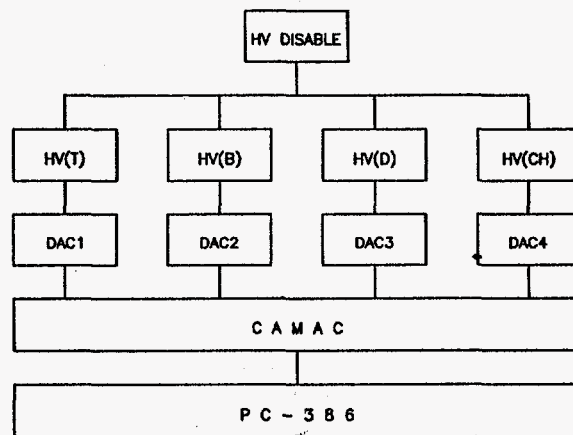 HV DISABLE
HV(T) HV(B) HV(D) HV(CH)
DAC1 DAC2 DAC3 DAC4
C A M A C
P C - 3 8 6